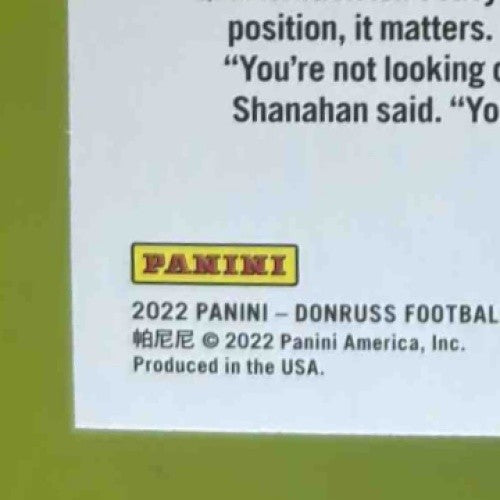 position, it matters.
“You’re not looking
Shanahan said. “Yo
PANINI
2022 PANINI – DONRUSS FOOTBAL
帕尼尼 © 2022 Panini America, Inc.
Produced in the USA.